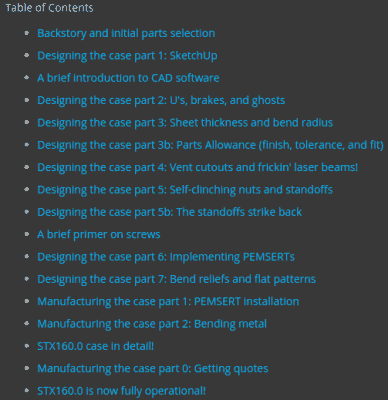 Table of Contents
Backstory and initial parts selection
Designing the case part 1: SketchUp
A brief introduction to CAD software
Designing the case part 2: U's, brakes, and ghosts
Designing the case part 3: Sheet thickness and bend radius
Designing the case part 3b: Parts Allowance (finish, tolerance, and fit)
Designing the case part 4: Vent cutouts and frickin' laser beams!
Designing the case part 5: Self-clinching nuts and standoffs
Designing the case part 5b: The standoffs strike back
A brief primer on screws
Designing the case part 6: Implementing PEMSERTs
Designing the case part 7: Bend reliefs and flat patterns
Manufacturing the case part 1: PEMSERT installation
Manufacturing the case part 2: Bending metal
STX160.0 case in detail!
Manufacturing the case part 0: Getting quotes
STX160.0 is now fully operational!